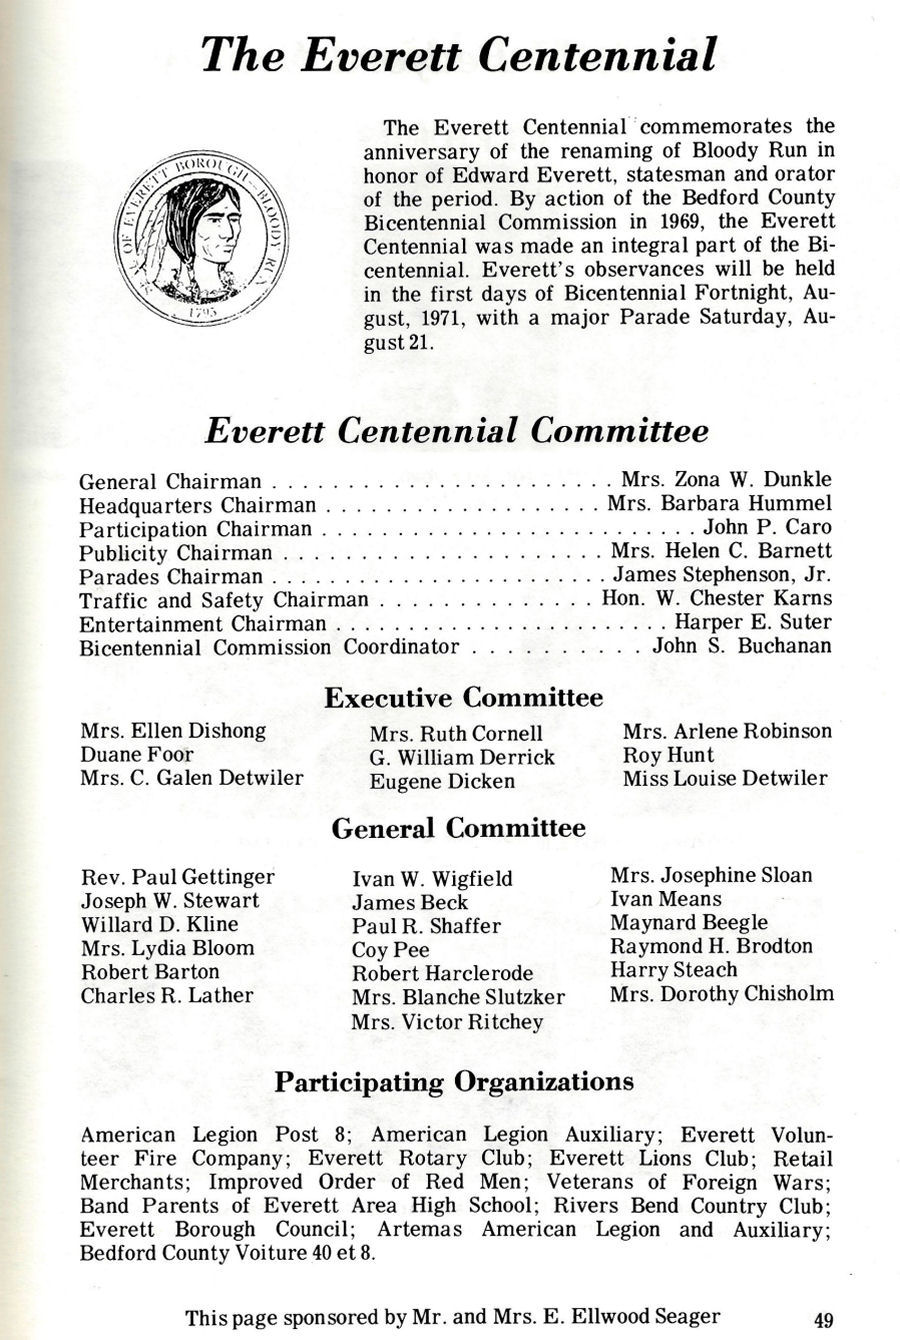 The Everett Centennial
OF EVERETT BOROUGH - BLOODY RUN
1795
The Everett Centennial commemorates the
anniversary of the renaming of Bloody Run in
honor of Edward Everett, statesman and orator
of the period. By action of the Bedford County
Bicentennial Commission in 1969, the Everett
Centennial was made an integral part of the Bi-
centennial. Everett's observances will be held
in the first days of Bicentennial Fortnight, Au-
gust, 1971, with a major Parade Saturday, Au-
gust 21.
Everett Centennial Committee
General Chairman . . . . . . . . . . . . . . . . . . . . . . . Mrs. Zona W. Dunkle
Headquarters Chairman . . . . . . . . . . . . . . . . . . . Mrs. Barbara Hummel
Participation Chairman . . . . . . . . . . . . . . . . . . . . . . . . . . John P. Caro
Publicity Chairman . . . . . . . . . . . . . . . . . . . . . . Mrs. Helen C. Barnett
Parades Chairman . . . . . . . . . . . . . . . . . . . . . . . James Stephenson, Jr.
Traffic and Safety Chairman . . . . . . . . . . . . . . . Hon. W. Chester Karns
Entertainment Chairman . . . . . . . . . . . . . . . . . . . . . . . Harper E. Suter
Bicentennial Commission Coordinator . . . . . . . . . . John S. Buchanan
Executive Committee
Mrs. Ellen Dishong
Duane Foor
Mrs. C. Galen Detwiler
Mrs. Ruth Cornell
G. William Derrick
Eugene Dicken
Mrs. Arlene Robinson
Roy Hunt
Miss Louise Detwiler
General Committee
Rev. Paul Gettinger
Joseph W. Stewart
Willard D. Kline
Mrs. Lydia Bloom
Robert Barton
Charles R. Lather
Ivan W. Wigfield
James Beck
Paul R. Shaffer
Coy Pee
Robert Harclerode
Mrs. Blanche Slutzker
Mrs. Victor Ritchey
Mrs. Josephine Sloan
Ivan Means
Maynard Beegle
Raymond H. Brodton
Harry Steach
Mrs. Dorothy Chisholm
Participating Organizations
American Legion Post 8; American Legion Auxiliary; Everett Volun-
teer Fire Company; Everett Rotary Club; Everett Lions Club; Retail
Merchants; Improved Order of Red Men; Veterans of Foreign Wars;
Band Parents of Everett Area High School; Rivers Bend Country Club;
Everett Borough Council; Artemas American Legion and Auxiliary;
Bedford County Voiture 40 et 8.
This page sponsored by Mr. and Mrs. E. Ellwood Seager
49